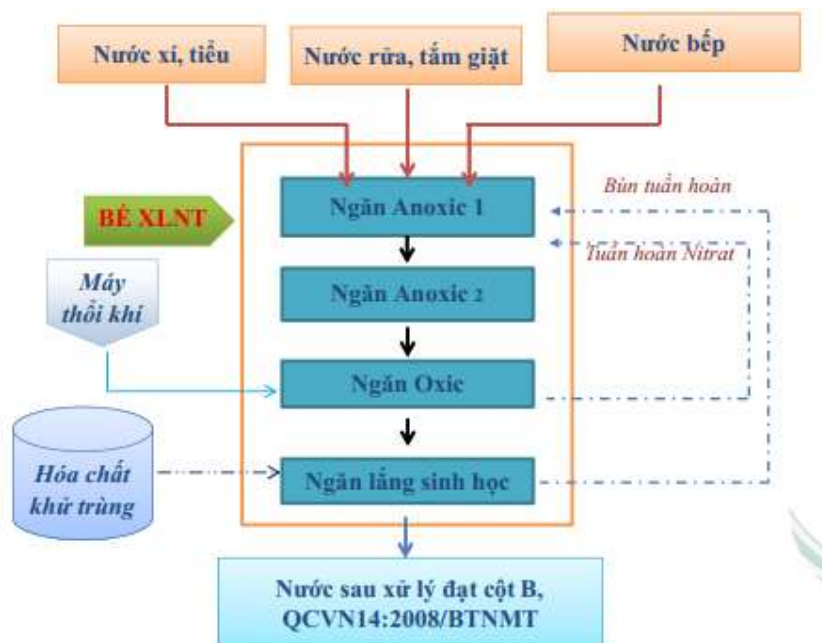 Nước xí, tiểu
Nước rửa, tắm giặt
Nước bếp
BỂ XLNT
Ngăn Anoxic 1
Bùn tuần hoàn
Tuần hoàn Nitrat
Máy
thổi khí
Ngăn Anoxic 2
Ngăn Oxic
Hóa chất
khử trùng
Ngăn lắng sinh học
Nước sau xử lý đạt cột B,
QCVN14:2008/BTNMT